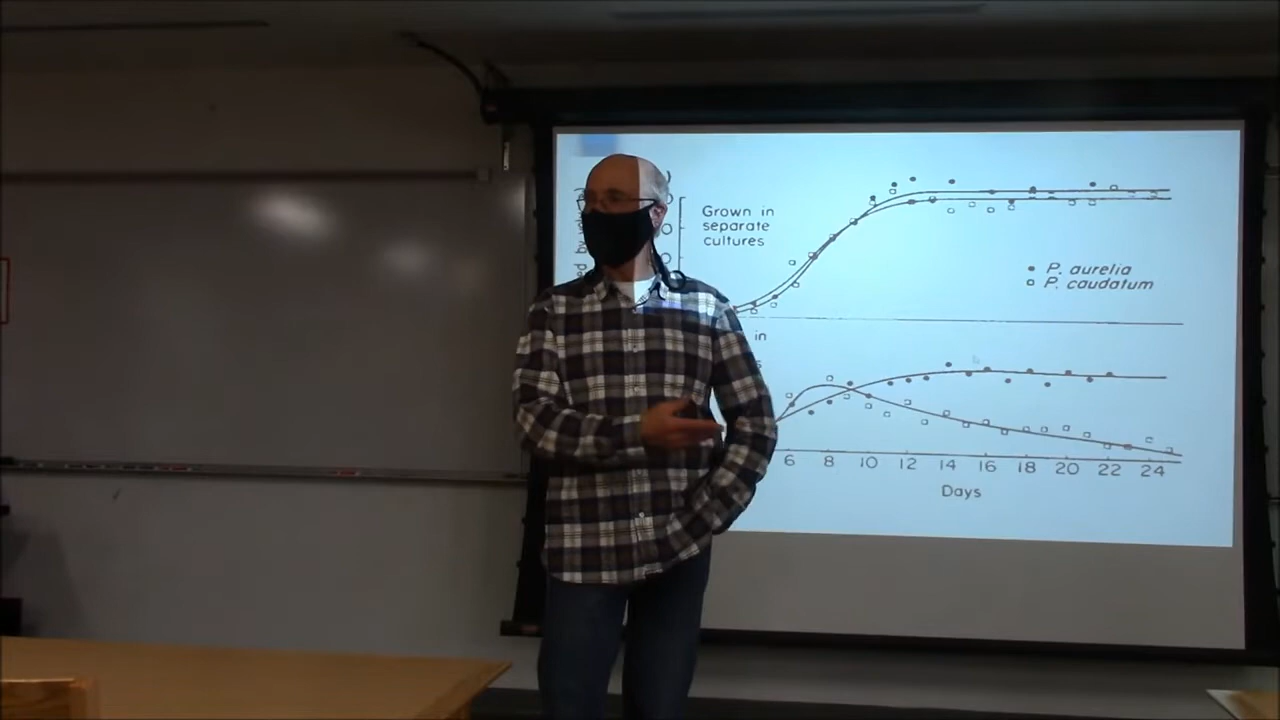 Grown in
separate
cultures
P. aurelia
P. caudatum
in
6 8 10 12 14 16 18 20 22 24
Days